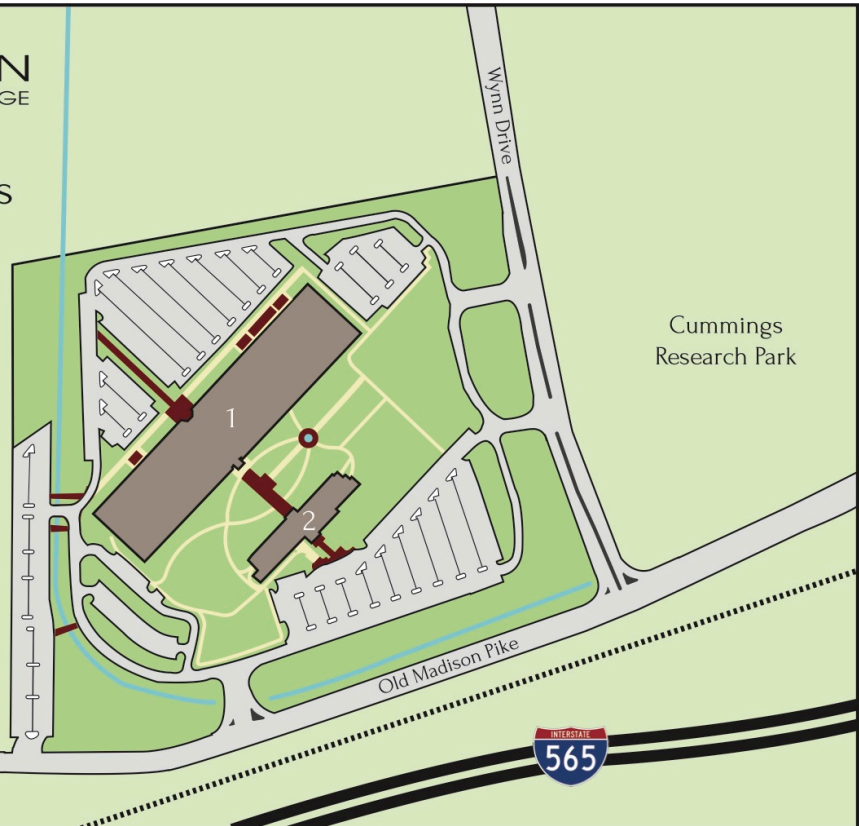 N
GE
S
Wynn Drive
Cummings
Research Park
1
2
Old Madison Pike
INTERSTATE
565